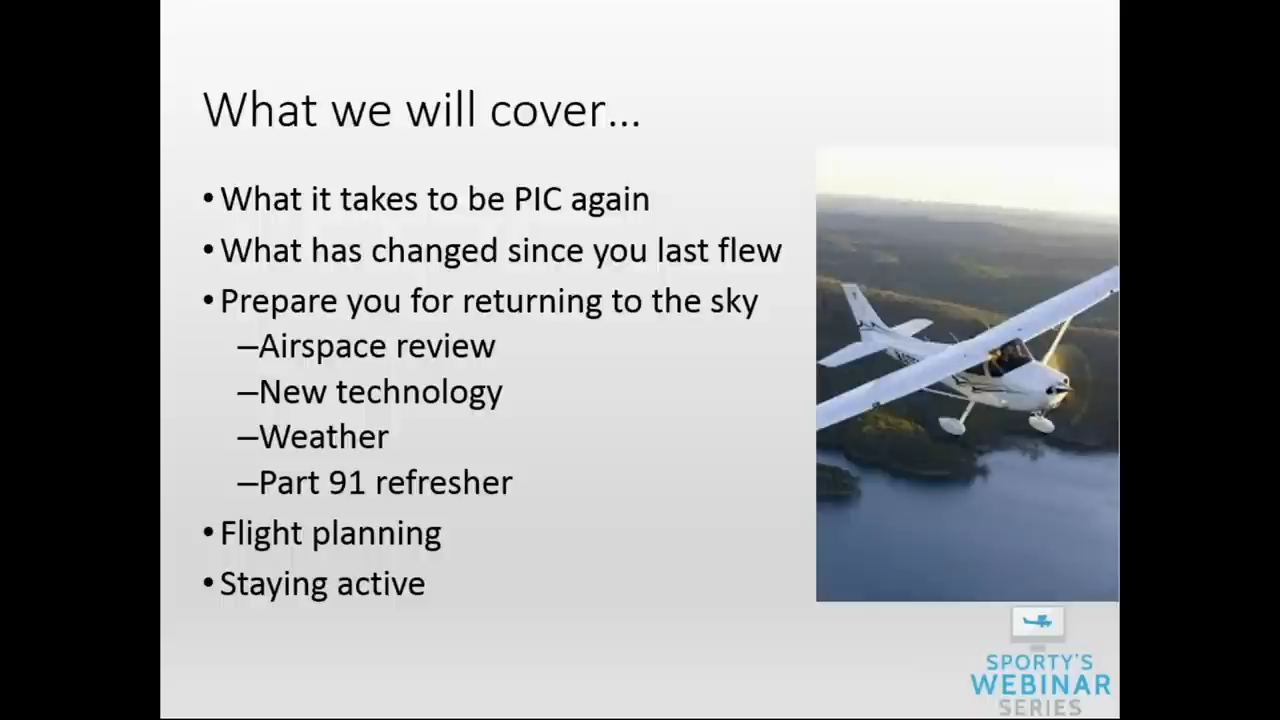 What we will cover...
• What it takes to be PIC again
• What has changed since you last flew
• Prepare you for returning to the sky
–Airspace review
–New technology
–Weather
–Part 91 refresher
• Flight planning
• Staying active
SPORTY'S
WEBINAR
SERIES